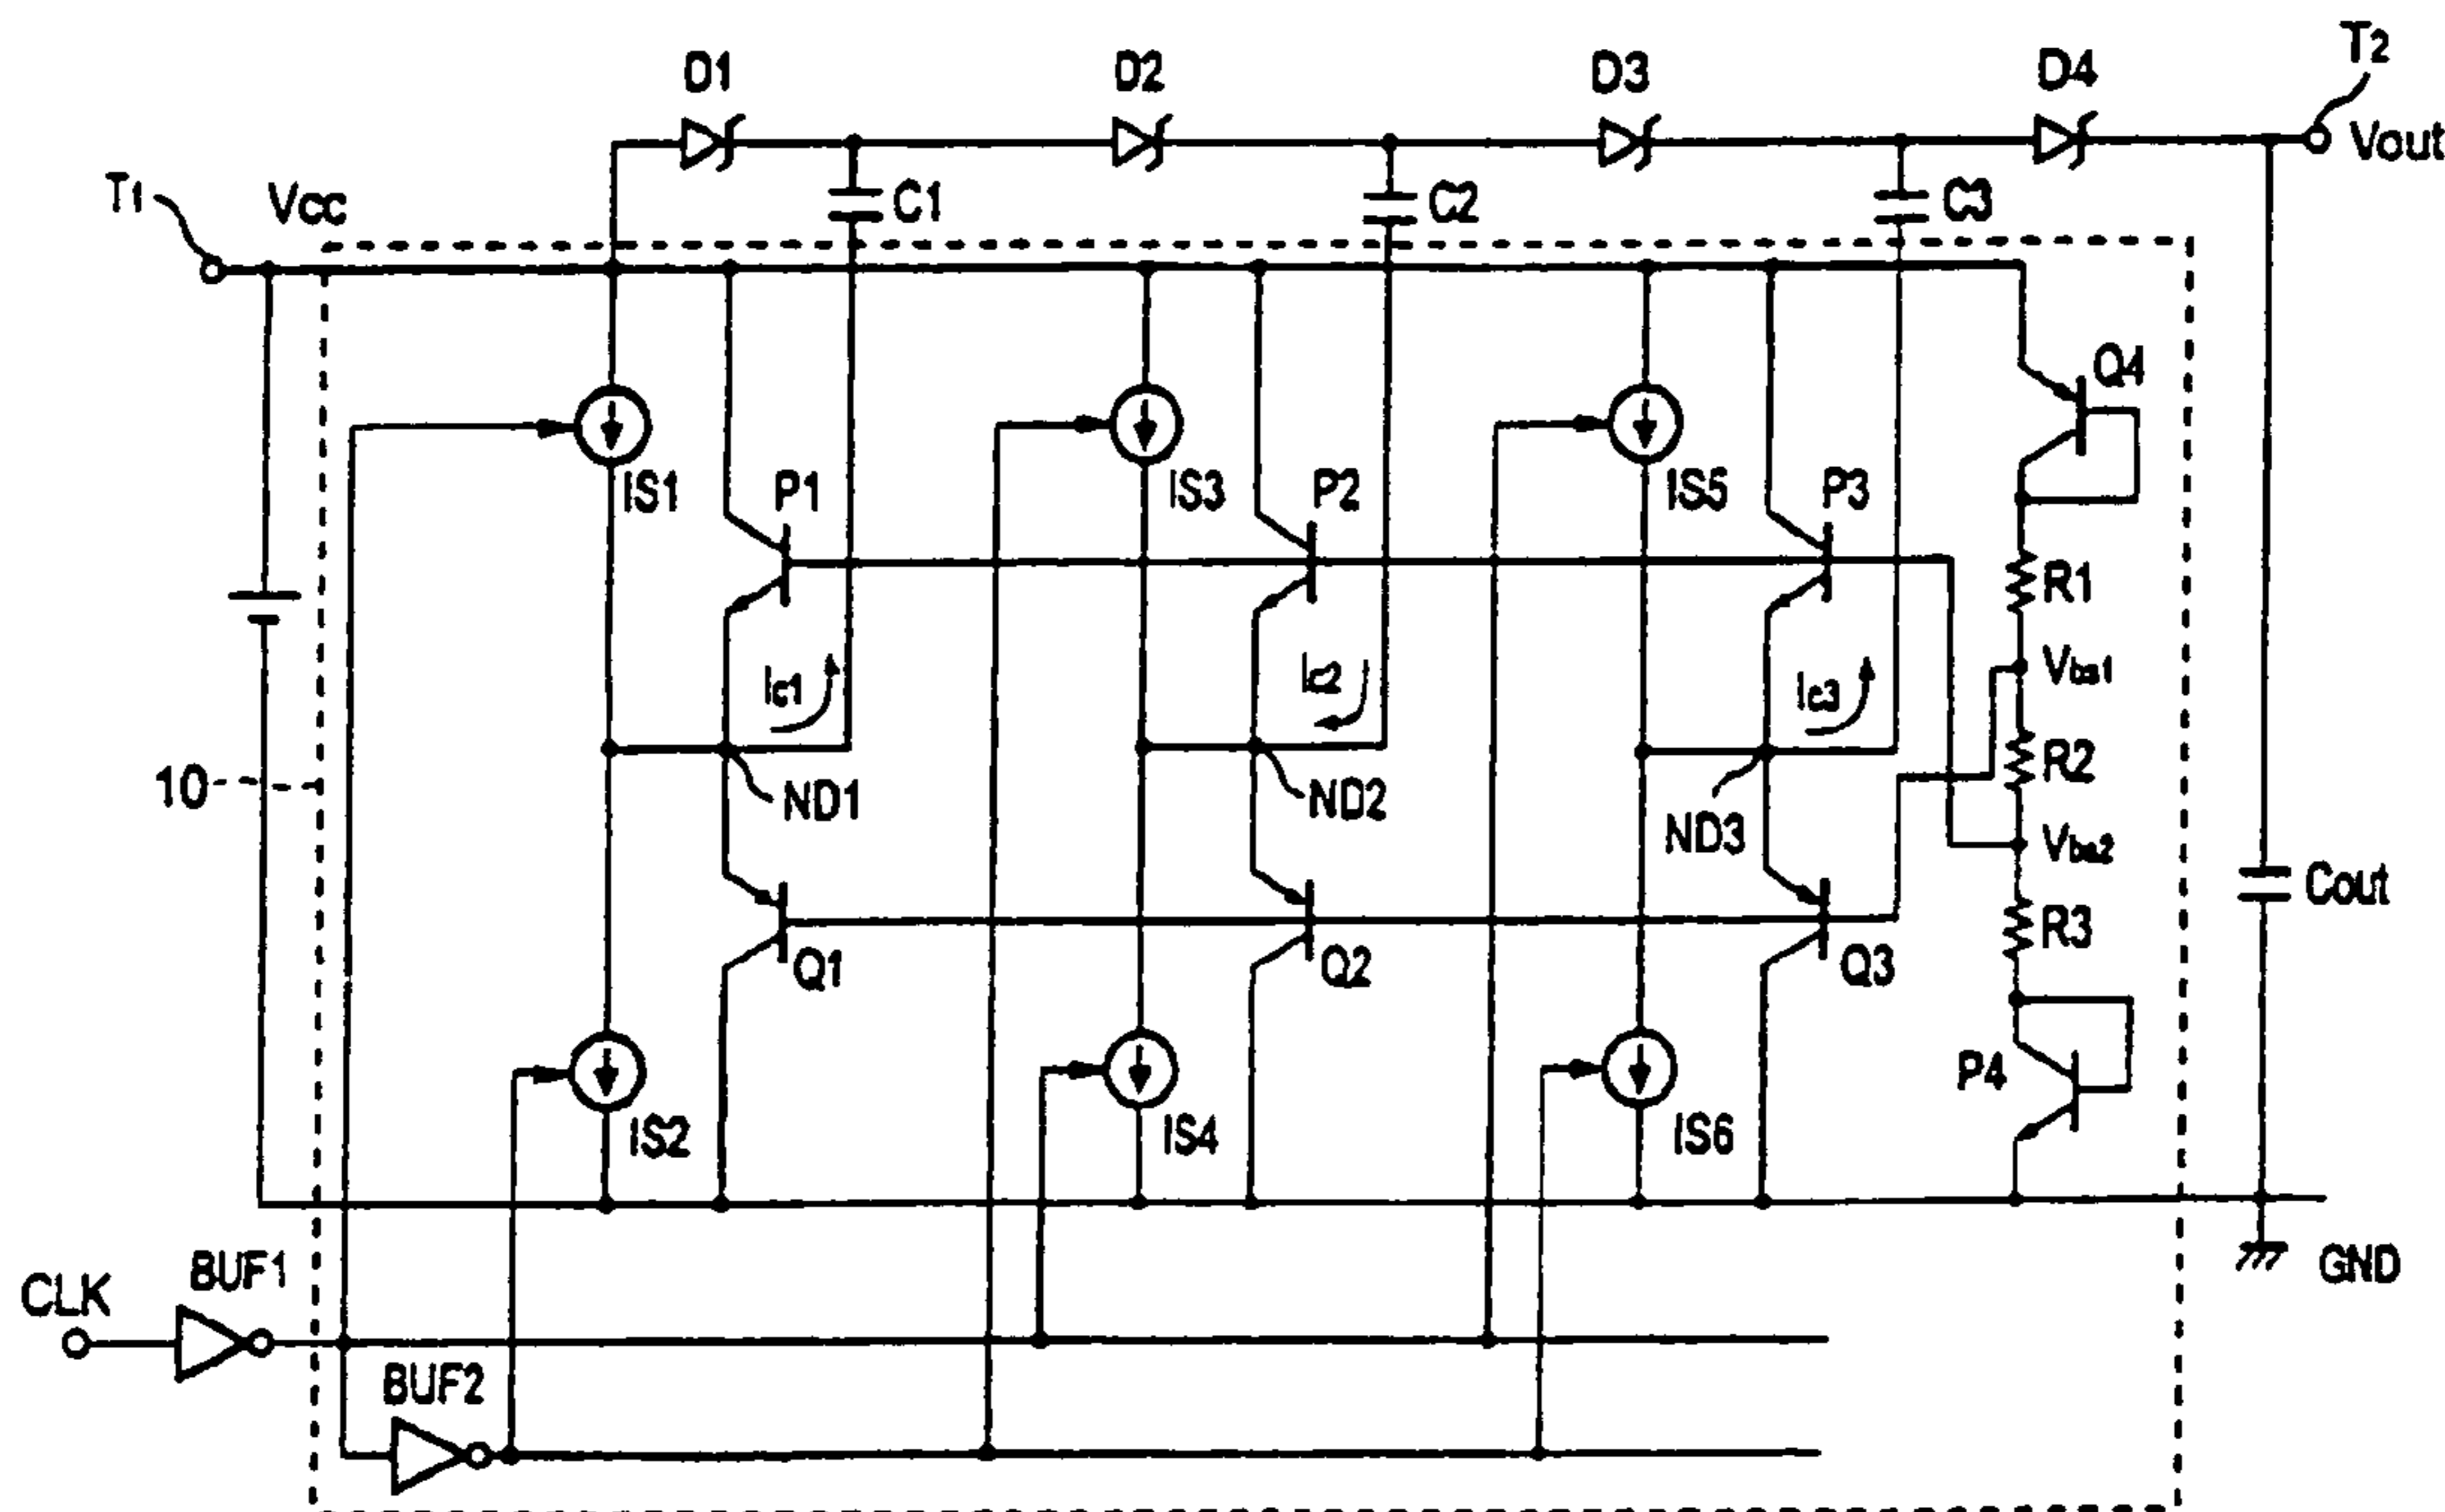 T2
D1
D2
D3
D4
Vout
T1
Vcc
C1
C2
C3
Q4
IS1
P1
IS3
P2
IS5
P3
R1
Ic1
Ic2
Ic3
Vba1
R2
10
ND1
ND2
ND3
Vba2
Cout
R3
Q1
Q2
Q3
P4
IS2
IS4
IS6
BUF1
CLK
GND
BUF2